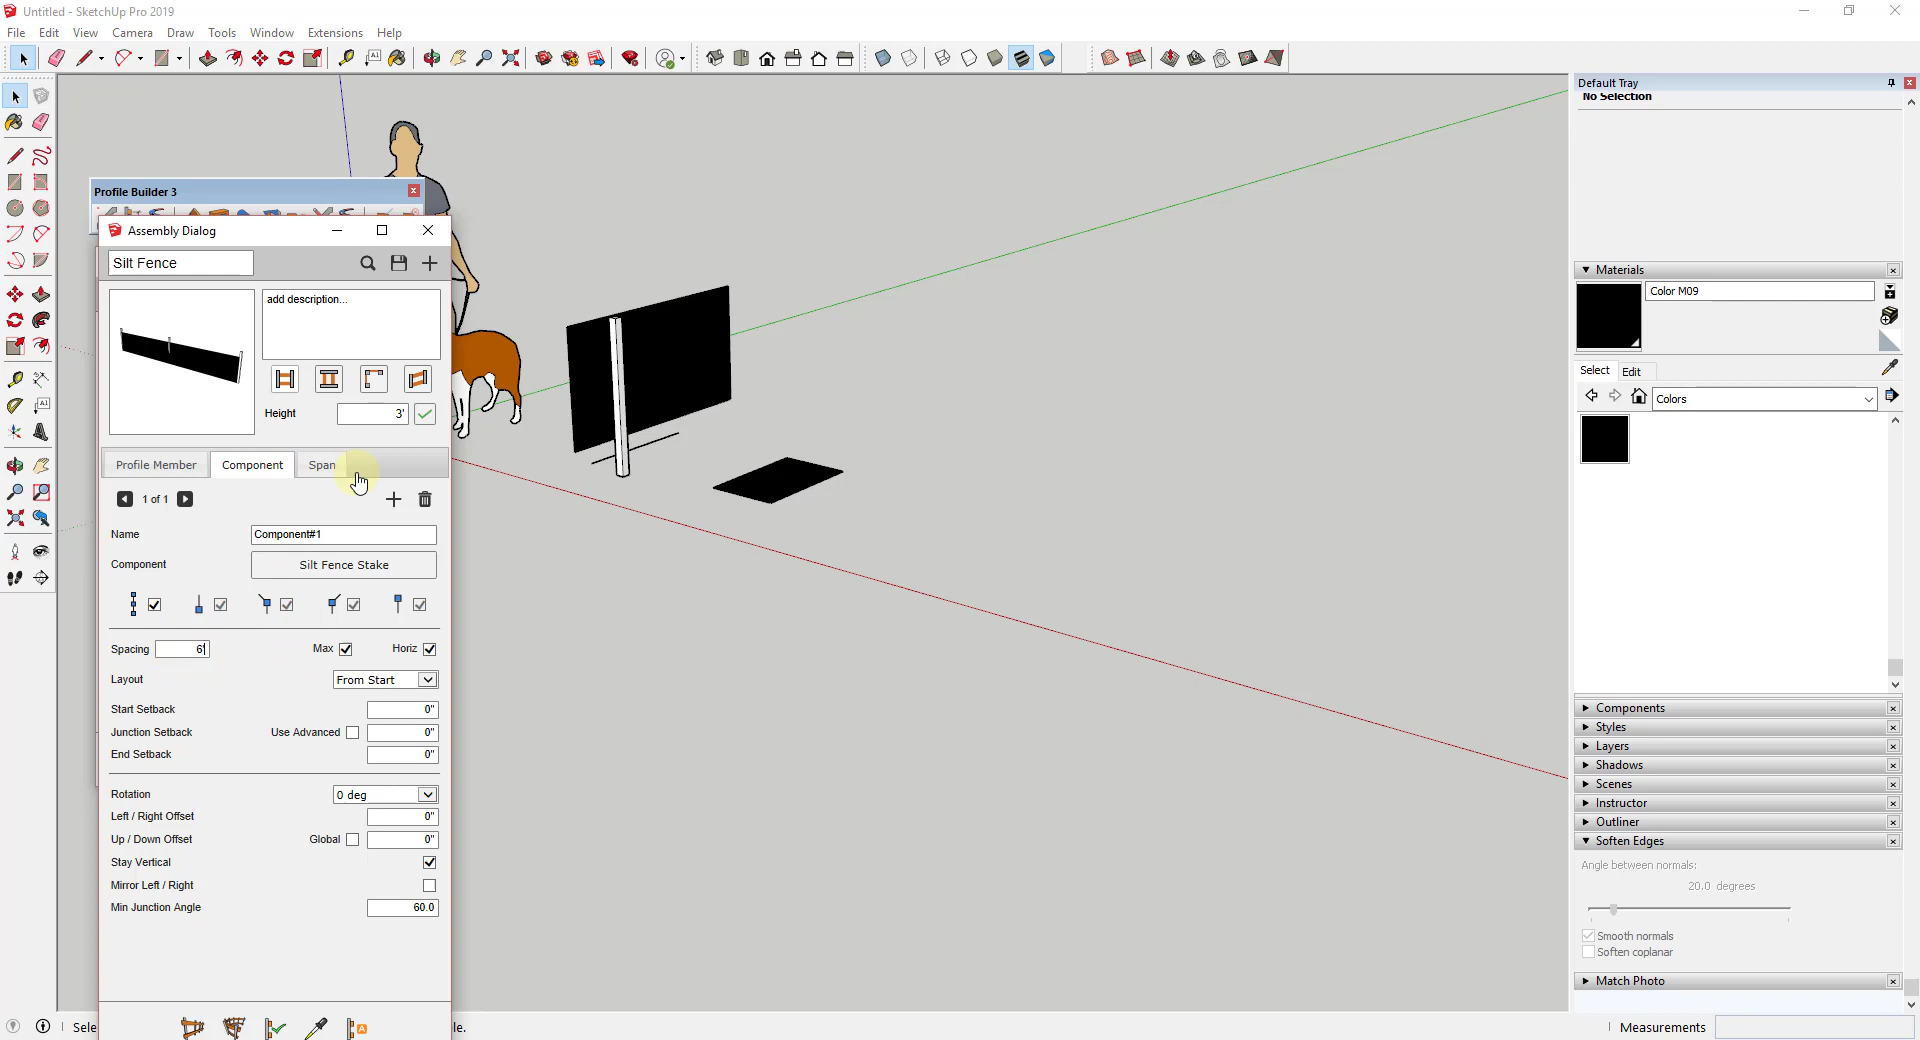 Untitled - SketchUp Pro 2019
File Edit View Camera Draw Tools Window Extensions Help
Default Tray
No Selection
Profile Builder 3
Assembly Dialog
Silt Fence
add description...
Height 3'
Profile Member Component Span
1 of 1
Name Component#1
Component Silt Fence Stake
Spacing 6' Max Horiz
Layout From Start
Start Setback 0"
Junction Setback Use Advanced 0"
End Setback 0"
Rotation 0 deg
Left / Right Offset 0"
Up / Down Offset Global 0"
Stay Vertical
Mirror Left / Right
Min Junction Angle 60.0
Materials
Color M09
Select Edit
Colors
Components
Styles
Layers
Shadows
Scenes
Instructor
Outliner
Soften Edges
Angle between normals:
20.0 degrees
Smooth normals
Soften coplanar
Match Photo
Sele
le.
Measurements